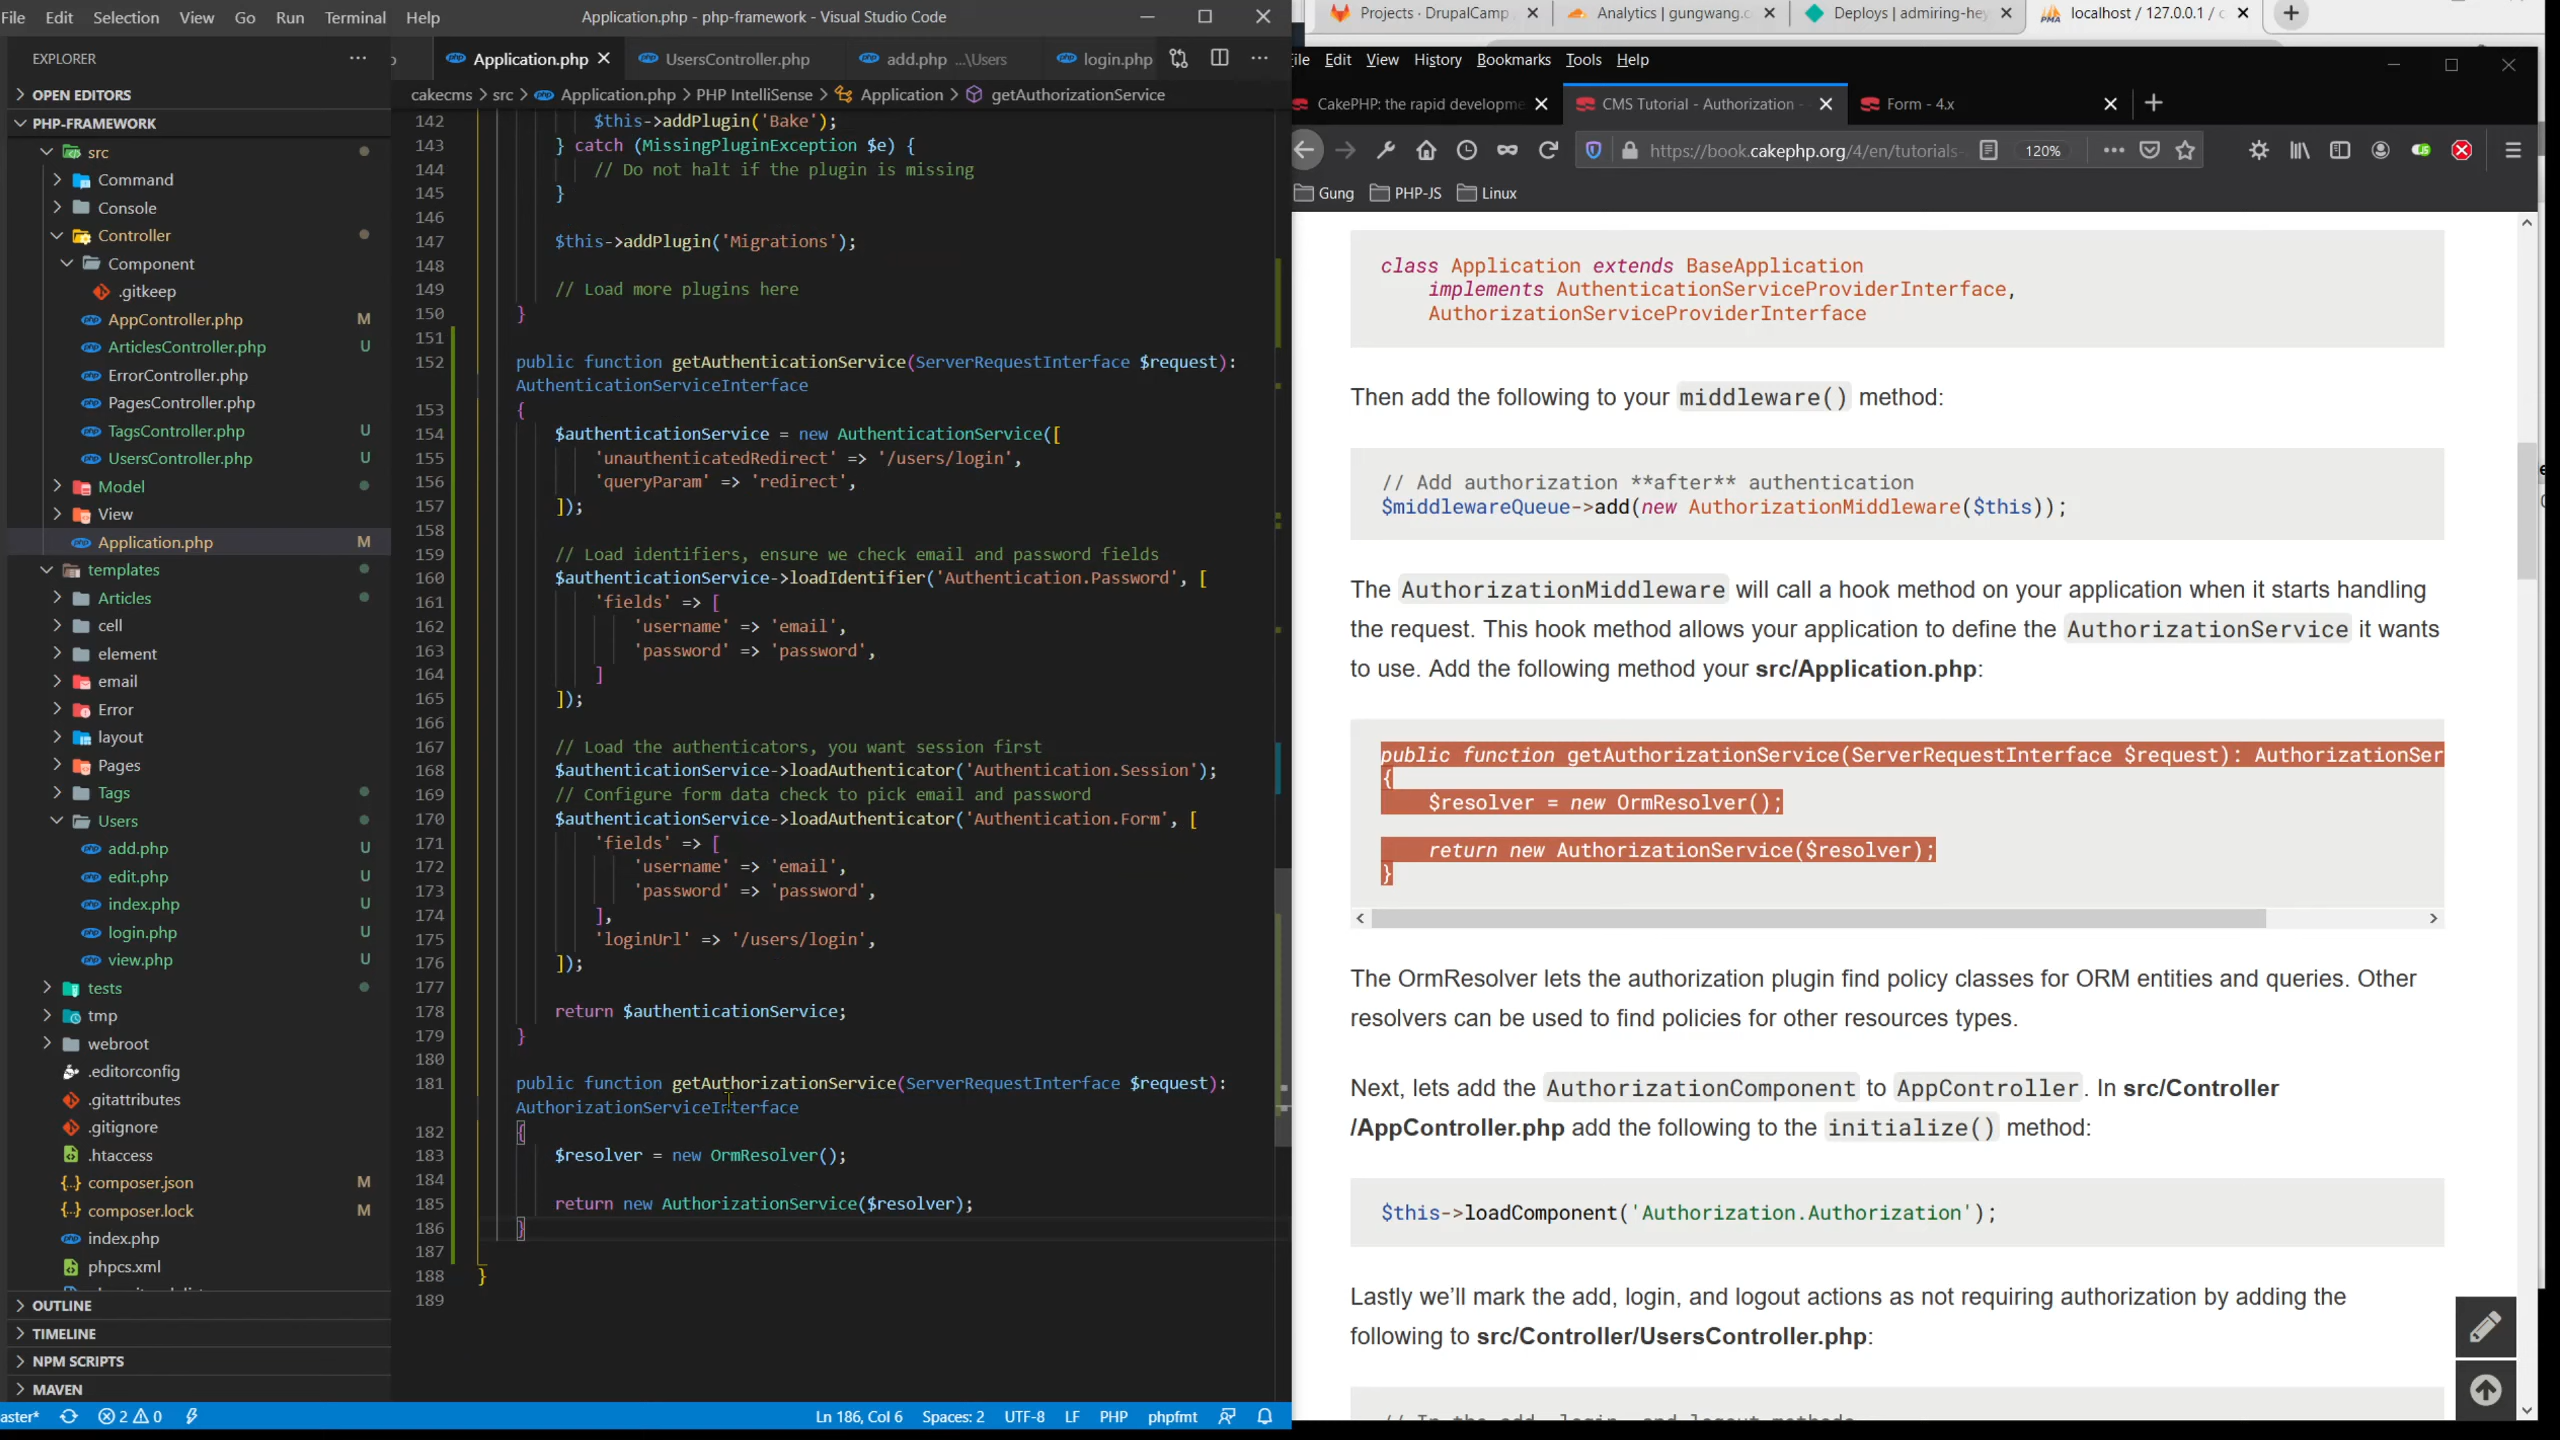 File Edit Selection View Go Run Terminal Help
Application.php - php-framework - Visual Studio Code
EXPLORER
OPEN EDITORS
PHP-FRAMEWORK
src
Command
Console
Controller
Component
.gitkeep
AppController.php M
ArticlesController.php U
ErrorController.php
PagesController.php
TagsController.php U
UsersController.php U
Model
View
Application.php M
templates
Articles
cell
element
email
Error
layout
Pages
Tags
Users
add.php U
edit.php U
index.php U
login.php U
view.php U
tests
tmp
webroot
.editorconfig
.gitattributes
.gitignore
.htaccess
composer.json M
composer.lock M
index.php
phpcs.xml
OUTLINE
TIMELINE
NPM SCRIPTS
MAVEN
Application.php UsersController.php add.php ...\Users login.php
cakecms > src > Application.php > PHP IntelliSense > Application > getAuthorizationService
142 $this->addPlugin('Bake');
143 } catch (MissingPluginException $e) {
144 // Do not halt if the plugin is missing
145 }
146
147 $this->addPlugin('Migrations');
148
149 // Load more plugins here
150 }
151
152 public function getAuthenticationService(ServerRequestInterface $request):
AuthenticationServiceInterface
153 {
154 $authenticationService = new AuthenticationService([
155 'unauthenticatedRedirect' => '/users/login',
156 'queryParam' => 'redirect',
157 ]);
158
159 // Load identifiers, ensure we check email and password fields
160 $authenticationService->loadIdentifier('Authentication.Password', [
161 'fields' => [
162 'username' => 'email',
163 'password' => 'password',
164 ]
165 ]);
166
167 // Load the authenticators, you want session first
168 $authenticationService->loadAuthenticator('Authentication.Session');
169 // Configure form data check to pick email and password
170 $authenticationService->loadAuthenticator('Authentication.Form', [
171 'fields' => [
172 'username' => 'email',
173 'password' => 'password',
174 ],
175 'loginUrl' => '/users/login',
176 ]);
177
178 return $authenticationService;
179 }
180
181 public function getAuthorizationService(ServerRequestInterface $request):
AuthorizationServiceInterface
182 {
183 $resolver = new OrmResolver();
184
185 return new AuthorizationService($resolver);
186 }
187
188 }
189
aster* 2 0 Ln 186, Col 6 Spaces: 2 UTF-8 LF PHP phpfmt
Projects · DrupalCamp Analytics | gungwang.c Deploys | admiring-hey localhost / 127.0.0.1 / c
ile Edit View History Bookmarks Tools Help
CakePHP: the rapid developme CMS Tutorial - Authorization - Form - 4.x
https://book.cakephp.org/4/en/tutorials- 120%
Gung PHP-JS Linux
class Application extends BaseApplication
implements AuthenticationServiceProviderInterface,
AuthorizationServiceProviderInterface
Then add the following to your middleware() method:
// Add authorization **after** authentication
$middlewareQueue->add(new AuthorizationMiddleware($this));
The AuthorizationMiddleware will call a hook method on your application when it starts handling
the request. This hook method allows your application to define the AuthorizationService it wants
to use. Add the following method your src/Application.php:
public function getAuthorizationService(ServerRequestInterface $request): AuthorizationSer
{
$resolver = new OrmResolver();
return new AuthorizationService($resolver);
}
The OrmResolver lets the authorization plugin find policy classes for ORM entities and queries. Other
resolvers can be used to find policies for other resources types.
Next, lets add the AuthorizationComponent to AppController. In src/Controller
/AppController.php add the following to the initialize() method:
$this->loadComponent('Authorization.Authorization');
Lastly we'll mark the add, login, and logout actions as not requiring authorization by adding the
following to src/Controller/UsersController.php:
// In the add, login, and logout methods